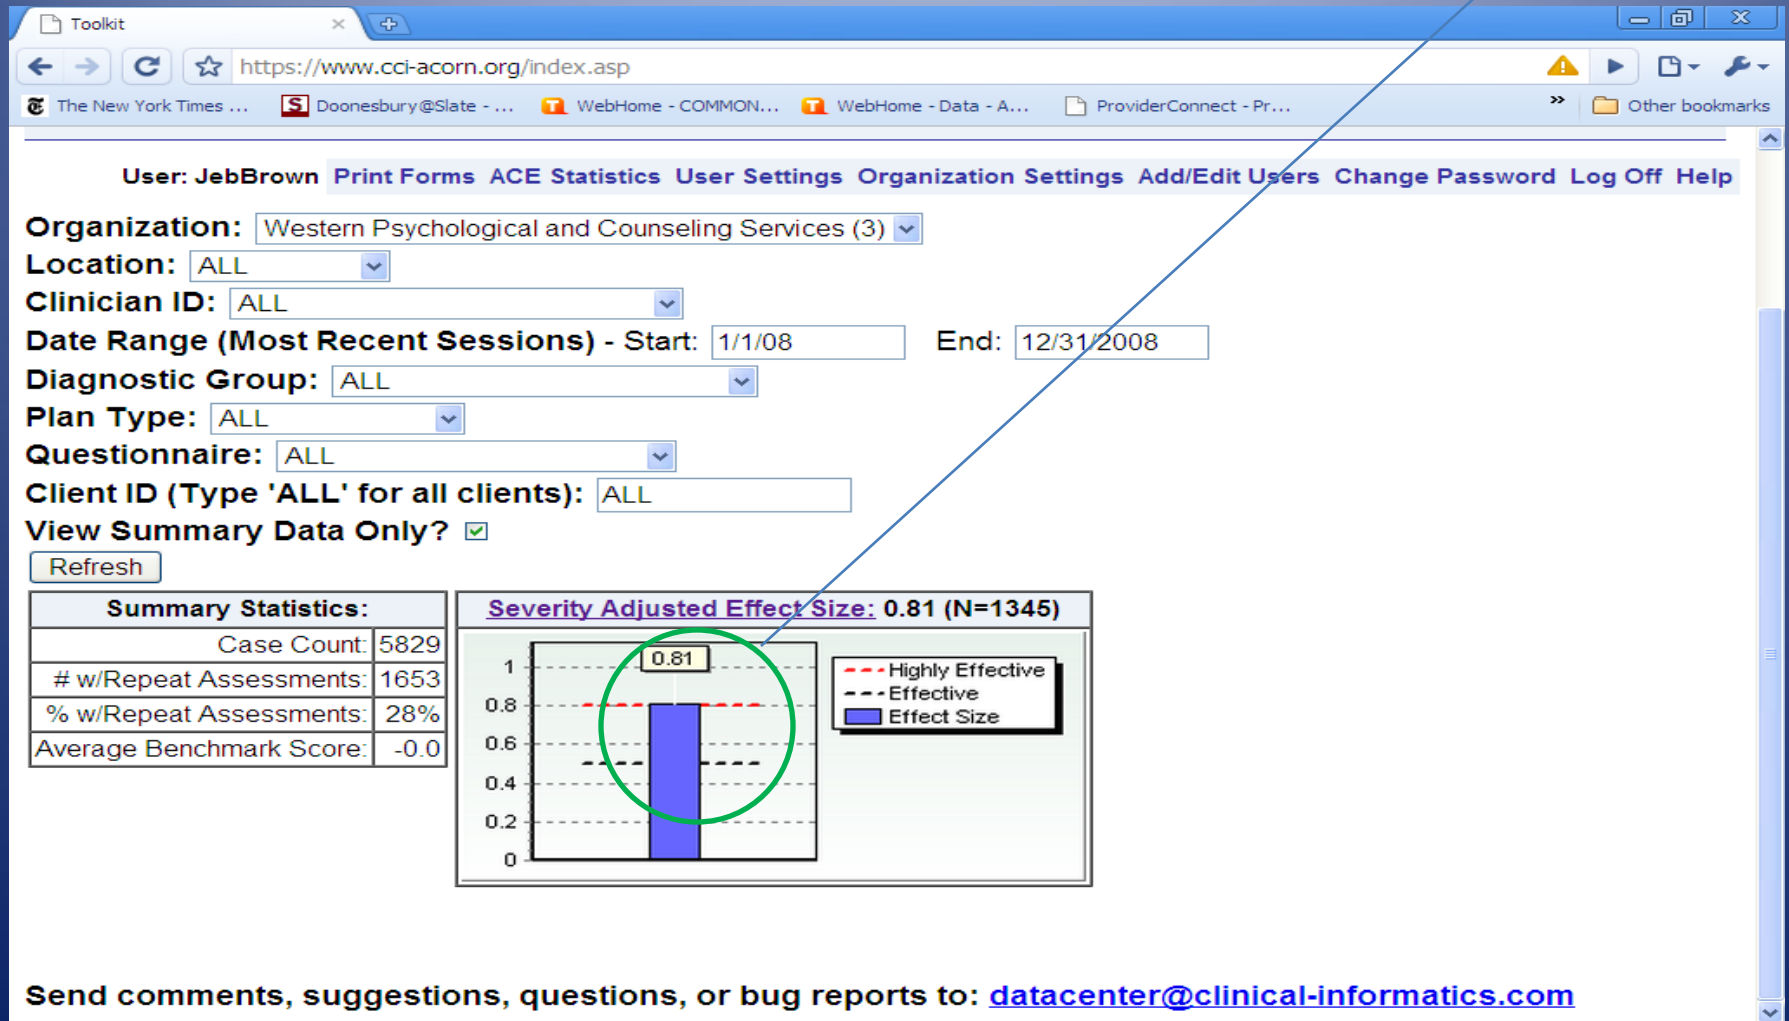 Toolkit
https://www.cci-acorn.org/index.asp
The New York Times ... Doonesbury@Slate - ... WebHome - COMMON... WebHome - Data - A... ProviderConnect - Pr... » Other bookmarks
User: JebBrown Print Forms ACE Statistics User Settings Organization Settings Add/Edit Users Change Password Log Off Help
Organization: Western Psychological and Counseling Services (3)
Location: ALL
Clinician ID: ALL
Date Range (Most Recent Sessions) - Start: 1/1/08 End: 12/31/2008
Diagnostic Group: ALL
Plan Type: ALL
Questionnaire: ALL
Client ID (Type 'ALL' for all clients): ALL
View Summary Data Only?
Refresh
Summary Statistics:
Case Count: 5829
# w/Repeat Assessments: 1653
% w/Repeat Assessments: 28%
Average Benchmark Score: -0.0
Severity Adjusted Effect Size: 0.81 (N=1345)
0.81
1
0.8
0.6
0.4
0.2
0
Highly Effective
Effective
Effect Size
Send comments, suggestions, questions, or bug reports to: datacenter@clinical-informatics.com